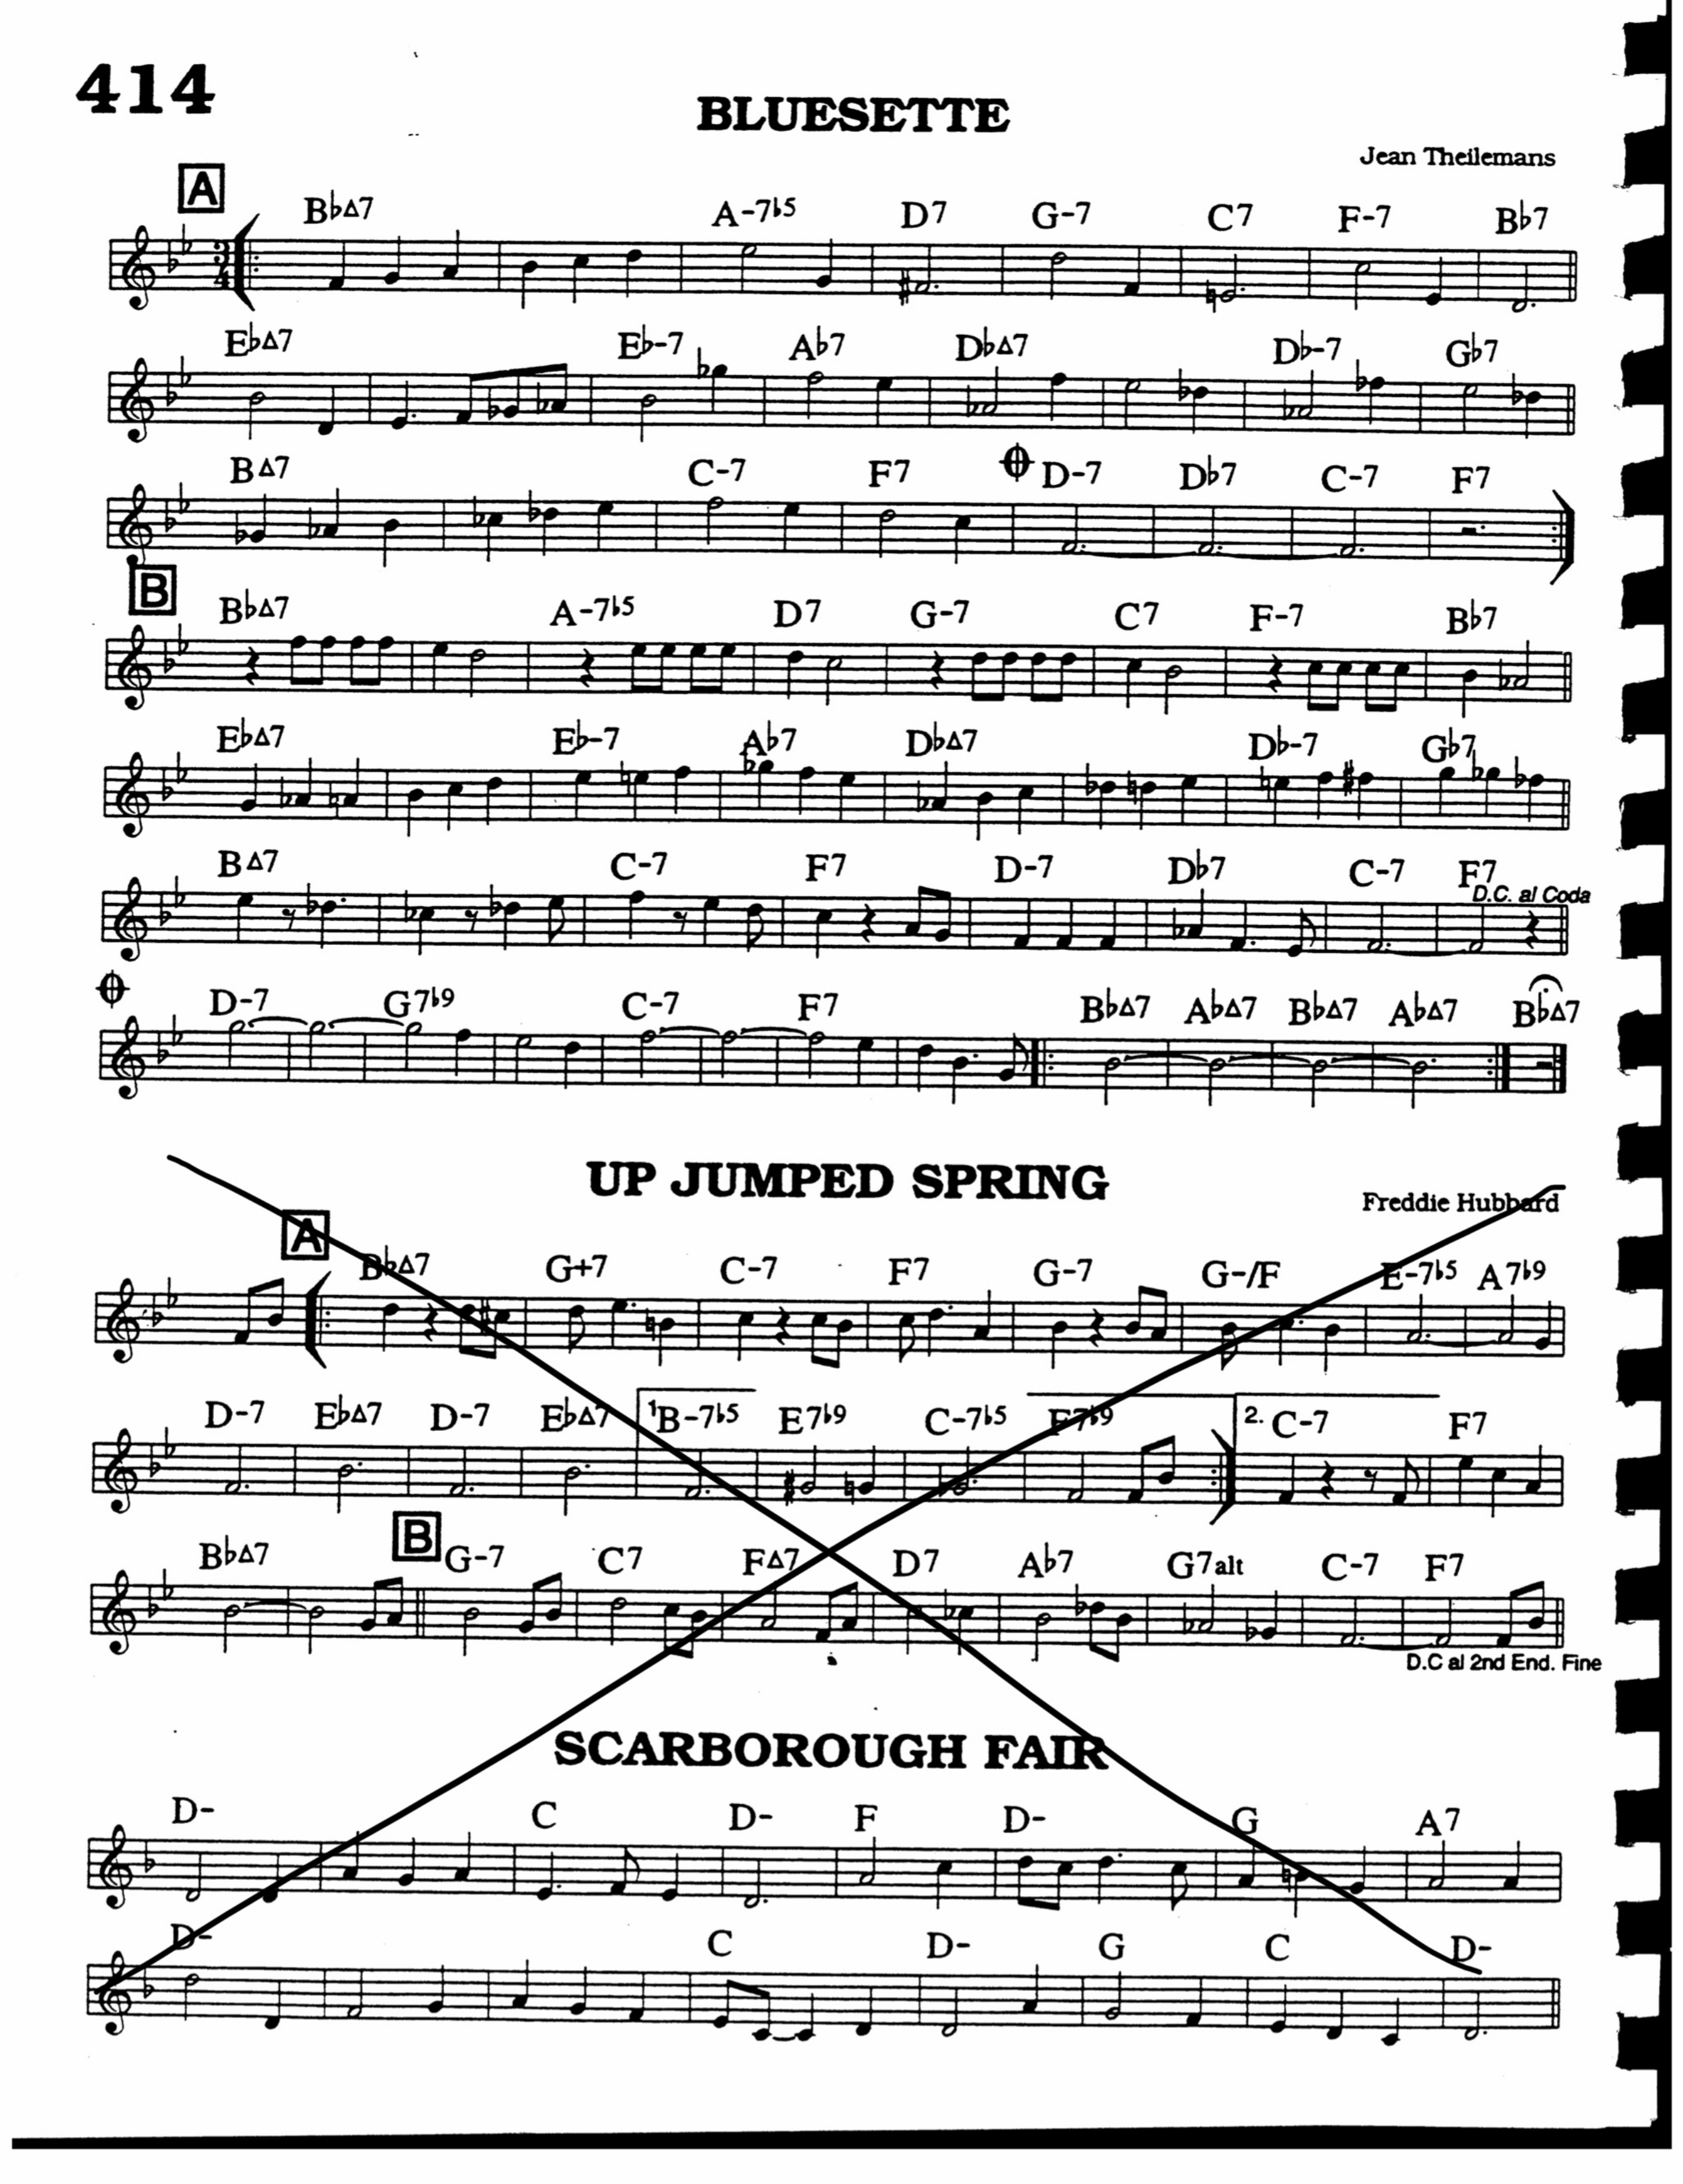 414
BLUESETTE
Jean Theilemans
A
B♭Δ7 A-7♭5 D7 G-7 C7 F-7 B♭7
3
4
E♭Δ7 E♭-7 A♭7 D♭Δ7 D♭-7 G♭7
BΔ7 C-7 F7 D-7 D♭7 C-7 F7
B
B♭Δ7 A-7♭5 D7 G-7 C7 F-7 B♭7
E♭Δ7 E♭-7 A♭7 D♭Δ7 D♭-7 G♭7
BΔ7 C-7 F7 D-7 D♭7 C-7 F7
D.C. al Coda
D-7 G7♭9 C-7 F7 B♭Δ7 A♭Δ7 B♭Δ7 A♭Δ7 B♭Δ7
UP JUMPED SPRING
Freddie Hubbard
A
B♭Δ7 G+7 C-7 F7 G-7 G-/F E-7♭5 A7♭9
D-7 E♭Δ7 D-7 E♭Δ7 1 B-7♭5 E7♭9 C-7♭5 F7♭9 2. C-7 F7
B♭Δ7 B G-7 C7 FΔ7 D7 A♭7 G7alt C-7 F7
D.C al 2nd End. Fine
SCARBOROUGH FAIR
D- C D- F D- G A7
D- C D- G C D-